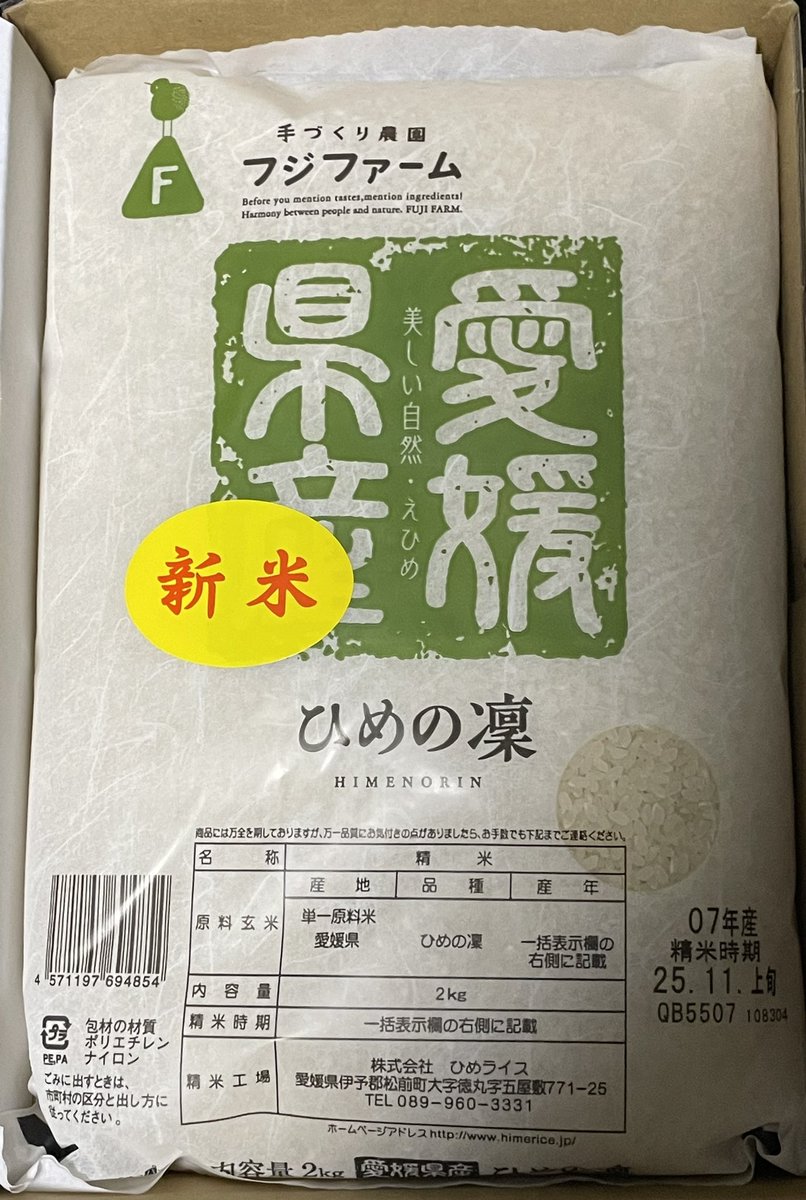 F
手づくり農園
フジファーム
Before you mention tastes,mention ingredients!
Harmony between people and nature. FUJI FARM.
愛媛
県産
美しい自然・えひめ
新米
ひめの凜
HIMENORIN
商品には万全を期しておりますが、万一品質にお気付きの点がありましたら、お手数でも下記までご連絡ください。
名称 精米
原料玄米 産地 品種 産年
単一原料米
愛媛県 ひめの凜 一括表示欄の
右側に記載
内容量 2kg
精米時期 一括表示欄の右側に記載
精米工場 株式会社 ひめライス
愛媛県伊予郡松前町大字徳丸字五屋敷771-25
TEL 089-960-3331
ホームページアドレス http://www.himerice.jp/
4 571197 694854
プラ
PE,PA
包材の材質
ポリエチレン
ナイロン
ごみに出すときは、
市町村の区分と出し方に
従ってください。
07年産
精米時期
25.11.上旬
QB5507 108304
内容量 2kg 愛媛県産